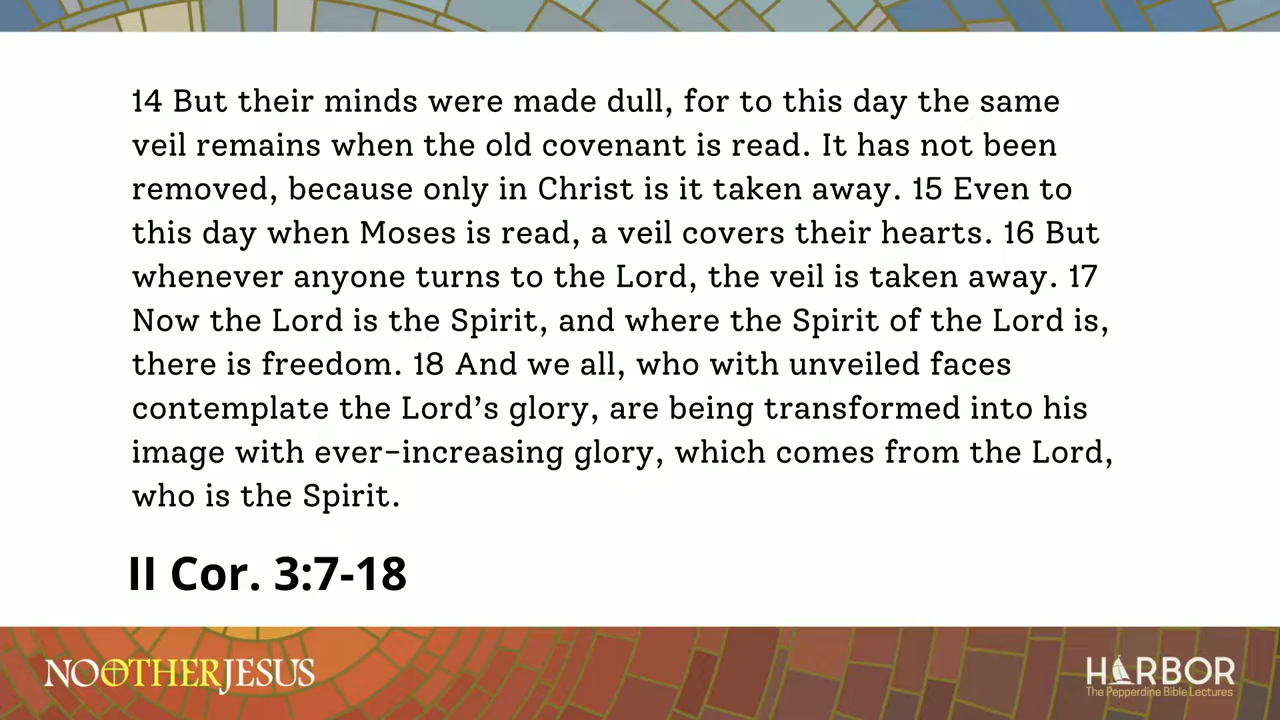 14 But their minds were made dull, for to this day the same
veil remains when the old covenant is read. It has not been
removed, because only in Christ is it taken away. 15 Even to
this day when Moses is read, a veil covers their hearts. 16 But
whenever anyone turns to the Lord, the veil is taken away. 17
Now the Lord is the Spirit, and where the Spirit of the Lord is,
there is freedom. 18 And we all, who with unveiled faces
contemplate the Lord’s glory, are being transformed into his
image with ever-increasing glory, which comes from the Lord,
who is the Spirit.
II Cor. 3:7-18
NOOTHERJESUS
HARBOR
The Pepperdine Bible Lectures